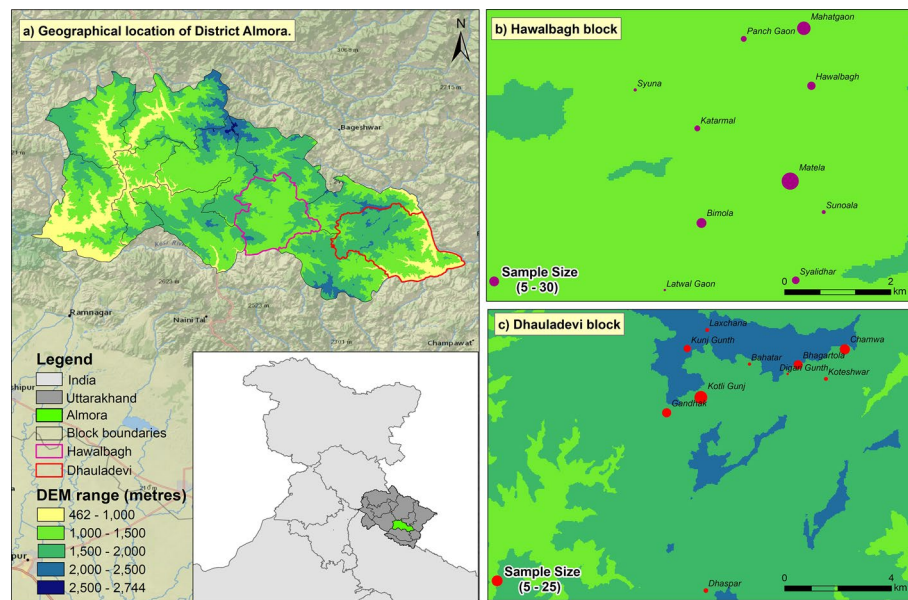 a) Geographical location of District Almora.
N
Bageshwar
Ramnagar
Naini Tal
Champawat
Legend
India
Uttarakhand
Almora
Block boundaries
Hawalbagh
Dhauladevi
DEM range (metres)
462 - 1,000
1,000 - 1,500
1,500 - 2,000
2,000 - 2,500
2,500 - 2,744
b) Hawalbagh block
Mahatgaon
Panch Gaon
Hawalbagh
Syuna
Katarmal
Matela
Sunoala
Bimola
Syalidhar
Latwal Gaon
Sample Size
(5 - 30)
0 2
km
c) Dhauladevi block
Laxchana
Kunj Gunth
Chamwa
Bhagartola
Bahatar
Digari Gunth
Koteshwar
Kotli Gunj
Gandhak
Dhaspar
Sample Size
(5 - 25)
0 2 4
km